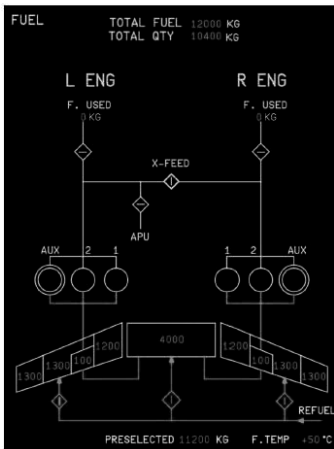 FUEL
TOTAL FUEL 12000 KG
TOTAL QTY 10400 KG
L ENG R ENG
F. USED F. USED
0 KG 0 KG
X-FEED
APU
AUX 2 1 1 2 AUX
4000
1300 1300 100 1200 1200 100 1300 1300
REFUEL
PRESELECTED 11200 KG F.TEMP +50 °C